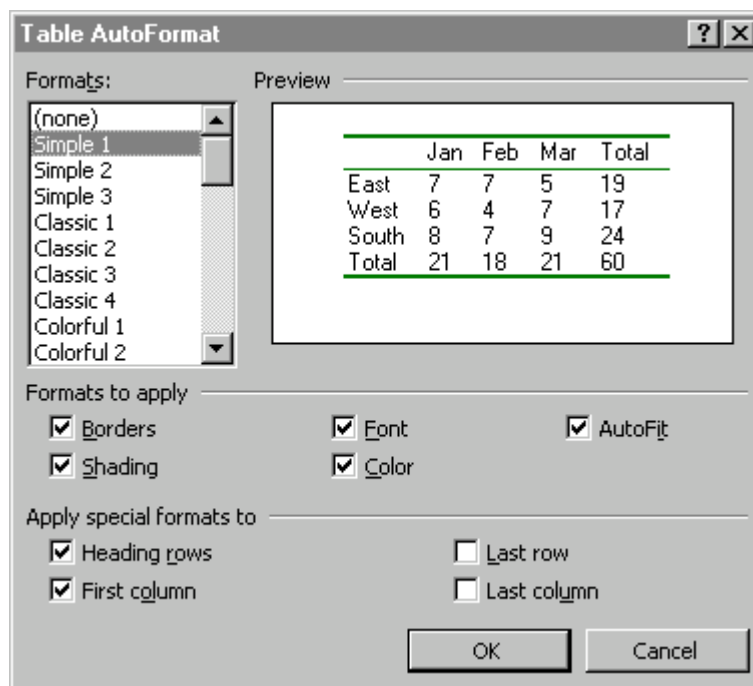 Table AutoFormat
Formats:
(none)
Simple 1
Simple 2
Simple 3
Classic 1
Classic 2
Classic 3
Classic 4
Colorful 1
Colorful 2
Preview
Jan Feb Mar Total
East 7 7 5 19
West 6 4 7 17
South 8 7 9 24
Total 21 18 21 60
Formats to apply
Borders Font AutoFit
Shading Color
Apply special formats to
Heading rows Last row
First column Last column
OK Cancel